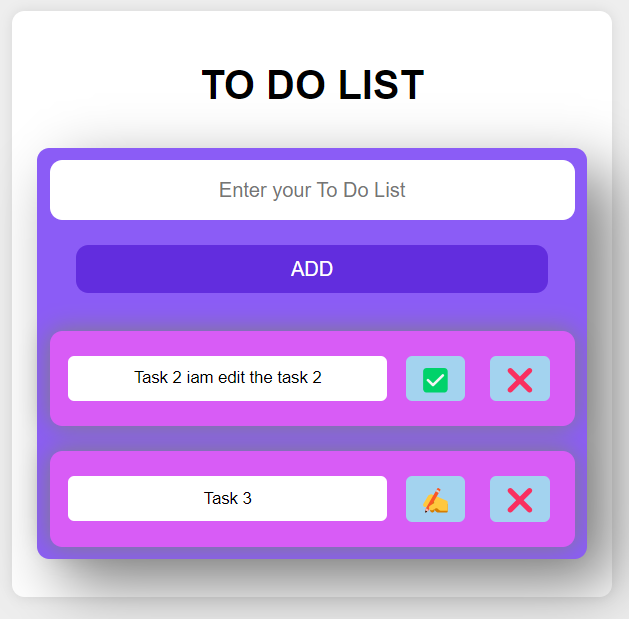 TO DO LIST
Enter your To Do List
ADD
Task 2 iam edit the task 2
Task 3